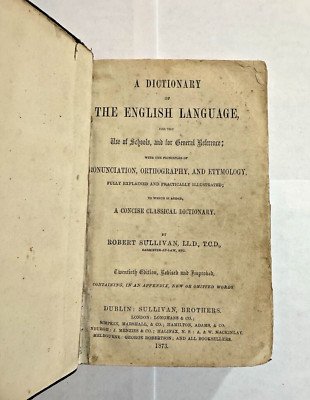 A DICTIONARY
OF
THE ENGLISH LANGUAGE,
FOR THE
Use of Schools, and for General Reference;
WITH THE PRINCIPLES OF
RONUNCIATION, ORTHOGRAPHY, AND ETYMOLOGY,
FULLY EXPLAINED AND PRACTICALLY ILLUSTRATED;
TO WHICH IS ADDED,
A CONCISE CLASSICAL DICTIONARY.
BY
ROBERT SULLIVAN, LL.D., T.C.D.,
BARRISTER-AT-LAW, ETC.
Twentieth Edition, Revised and Improved,
CONTAINING, IN AN APPENDIX, NEW OR OMITTED WORDS.
DUBLIN: SULLIVAN, BROTHERS.
LONDON: LONGMANS & CO.;
SIMPKIN, MARSHALL, & CO.; HAMILTON, ADAMS, & CO.
NBURGH: J. MENZIES & CO.; HALIFAX, N. S.: A. & W. MACKINLAY.
MELBOURNE: GEORGE ROBERTSON; AND ALL BOOKSELLERS.
1873.